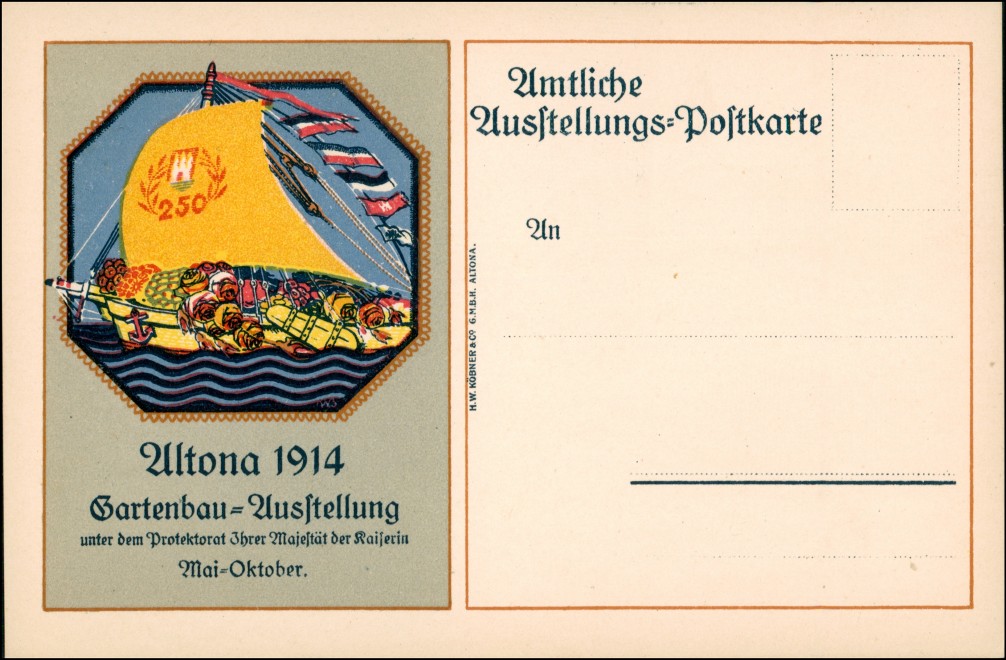 250
Altona 1914
Gartenbau=Ausſtellung
unter dem Protektorat Ihrer Majeſtät der Kaiſerin
Mai=Oktober.
H.W. KÖBNER & Co G.M.B.H. ALTONA.
Amtliche
Ausſtellungs=Poſtkarte
An